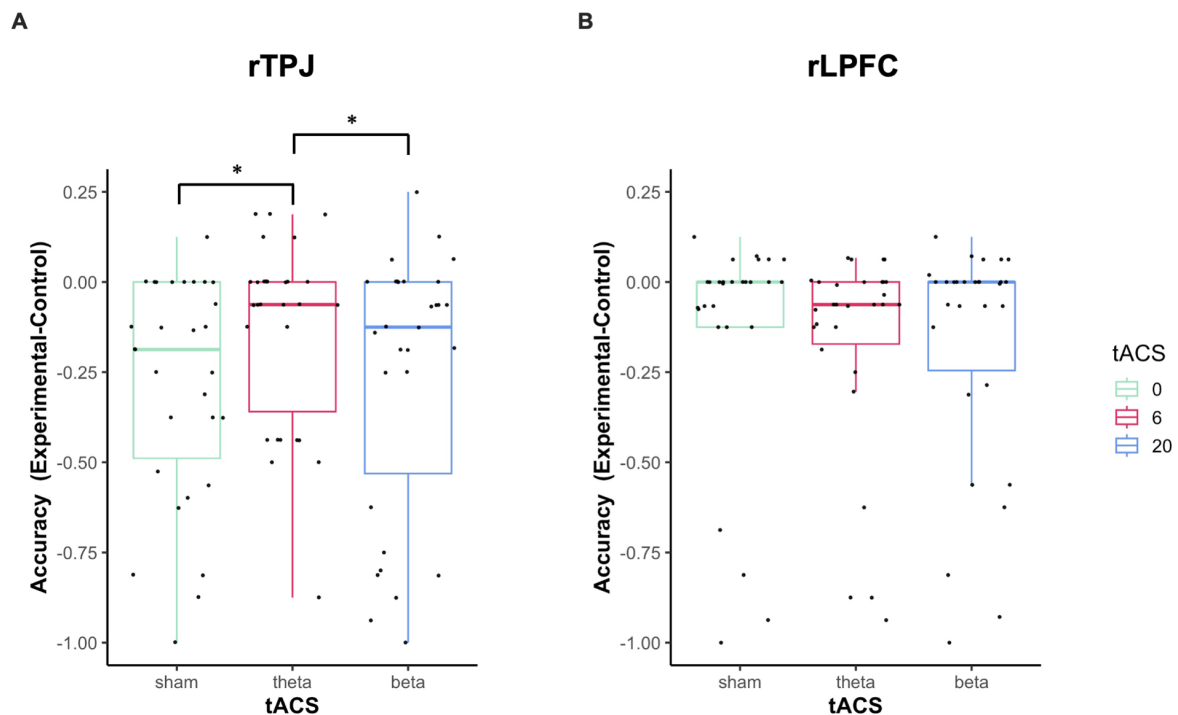 A
B
rTPJ
rLPFC
*
*
0.25
0.00
-0.25
-0.50
-0.75
-1.00
Accuracy (Experimental-Control)
sham
theta
beta
tACS
0.25
0.00
-0.25
-0.50
-0.75
-1.00
Accuracy (Experimental-Control)
sham
theta
beta
tACS
tACS
0
6
20